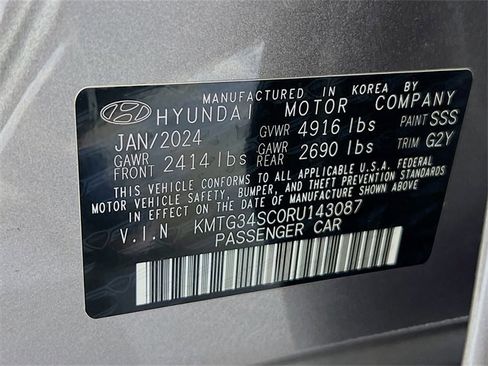 MANUFACTURED IN KOREA BY
HYUNDAI MOTOR COMPANY
JAN/2024 GVWR 4916 lbs PAINT SSS
GAWR FRONT 2414 lbs GAWR REAR 2690 lbs TRIM G2Y
THIS VEHICLE CONFORMS TO ALL APPLICABLE U.S.A. FEDERAL
MOTOR VEHICLE SAFETY, BUMPER, AND THEFT PREVENTION STANDARDS
IN EFFECT ON THE DATE OF MANUFACTURE SHOWN ABOVE.
V.I.N KMTG34SC0RU143087
PASSENGER CAR